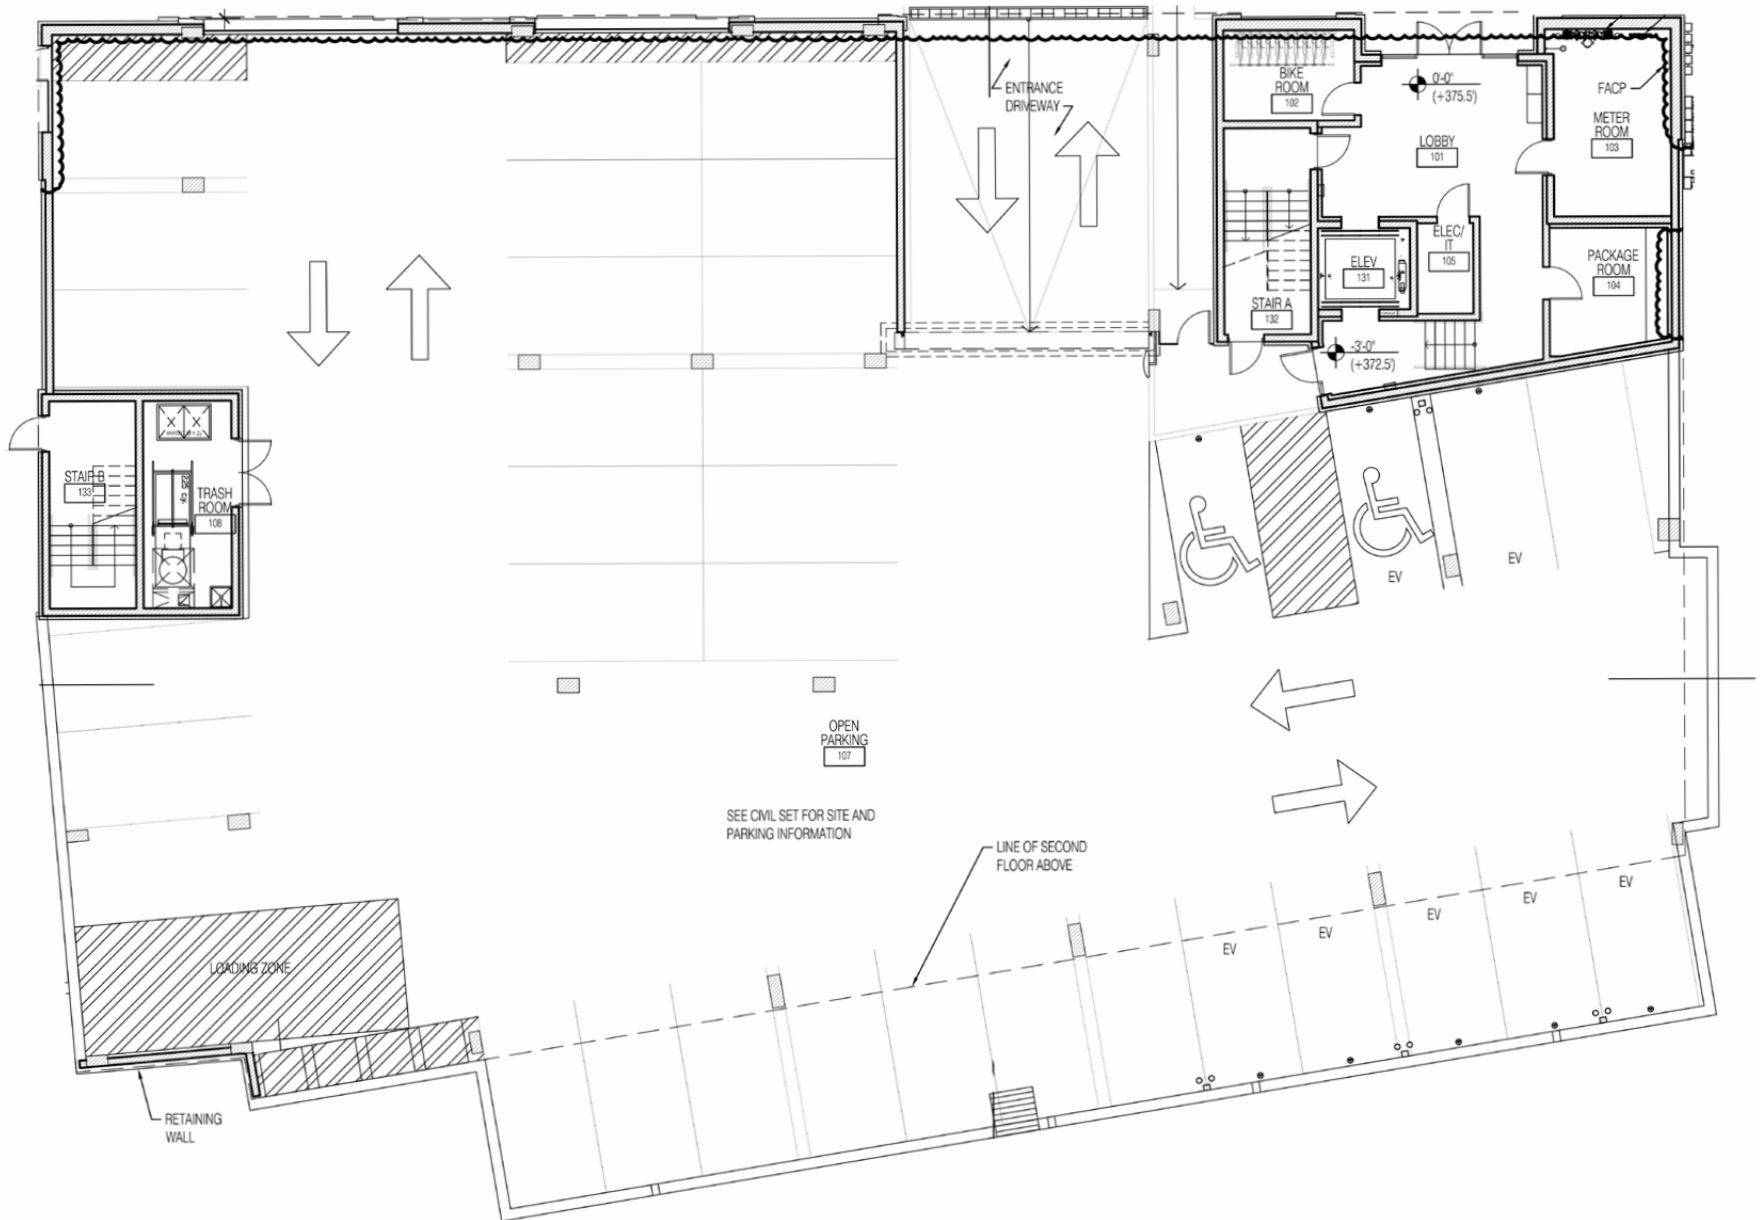 ENTRANCE
DRIVEWAY
BIKE
ROOM
102
0'-0"
(+375.5')
FACP
METER
ROOM
103
LOBBY
101
ELEC/
IT
105
ELEV
131
PACKAGE
ROOM
104
STAIR A
132
-3'-0"
(+372.5')
STAIR B
133
TRASH
ROOM
108
EV
EV
OPEN
PARKING
107
SEE CIVIL SET FOR SITE AND
PARKING INFORMATION
LINE OF SECOND
FLOOR ABOVE
EV
EV
EV
EV
EV
LOADING ZONE
RETAINING
WALL